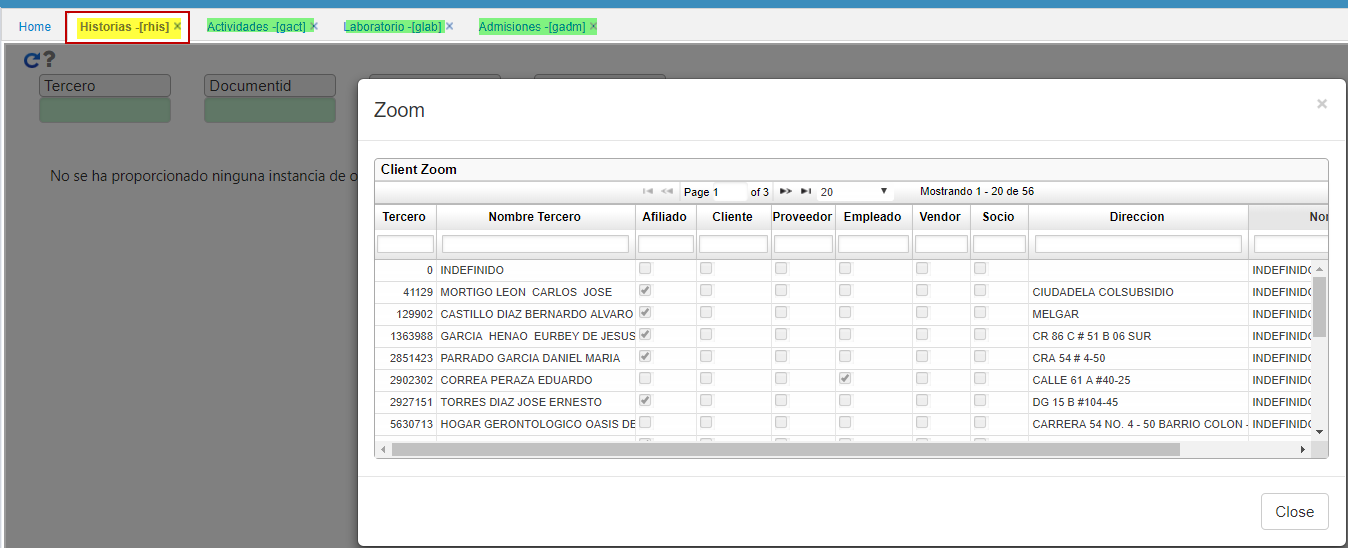 Home Historias -[rhis] × Actividades -[gact] × Laboratorio -[glab] × Admisiones -[gadm] ×
?
Tercero Documentid
No se ha proporcionado ninguna instancia de o
Zoom ×
Client Zoom
Page 1 of 3 20 Mostrando 1 - 20 de 56
Tercero Nombre Tercero Afiliado Cliente Proveedor Empleado Vendor Socio Direccion Nor
0 INDEFINIDO INDEFINIDO
41129 MORTIGO LEON CARLOS JOSE CIUDADELA COLSUBSIDIO INDEFINIDO
129902 CASTILLO DIAZ BERNARDO ALVARO MELGAR INDEFINIDO
1363988 GARCIA HENAO EURBEY DE JESUS CR 86 C # 51 B 06 SUR INDEFINIDO
2851423 PARRADO GARCIA DANIEL MARIA CRA 54 # 4-50 INDEFINIDO
2902302 CORREA PERAZA EDUARDO CALLE 61 A #40-25 INDEFINIDO
2927151 TORRES DIAZ JOSE ERNESTO DG 15 B #104-45 INDEFINIDO
5630713 HOGAR GERONTOLOGICO OASIS DE CARRERA 54 NO. 4 - 50 BARRIO COLON - INDEFINIDO
Close